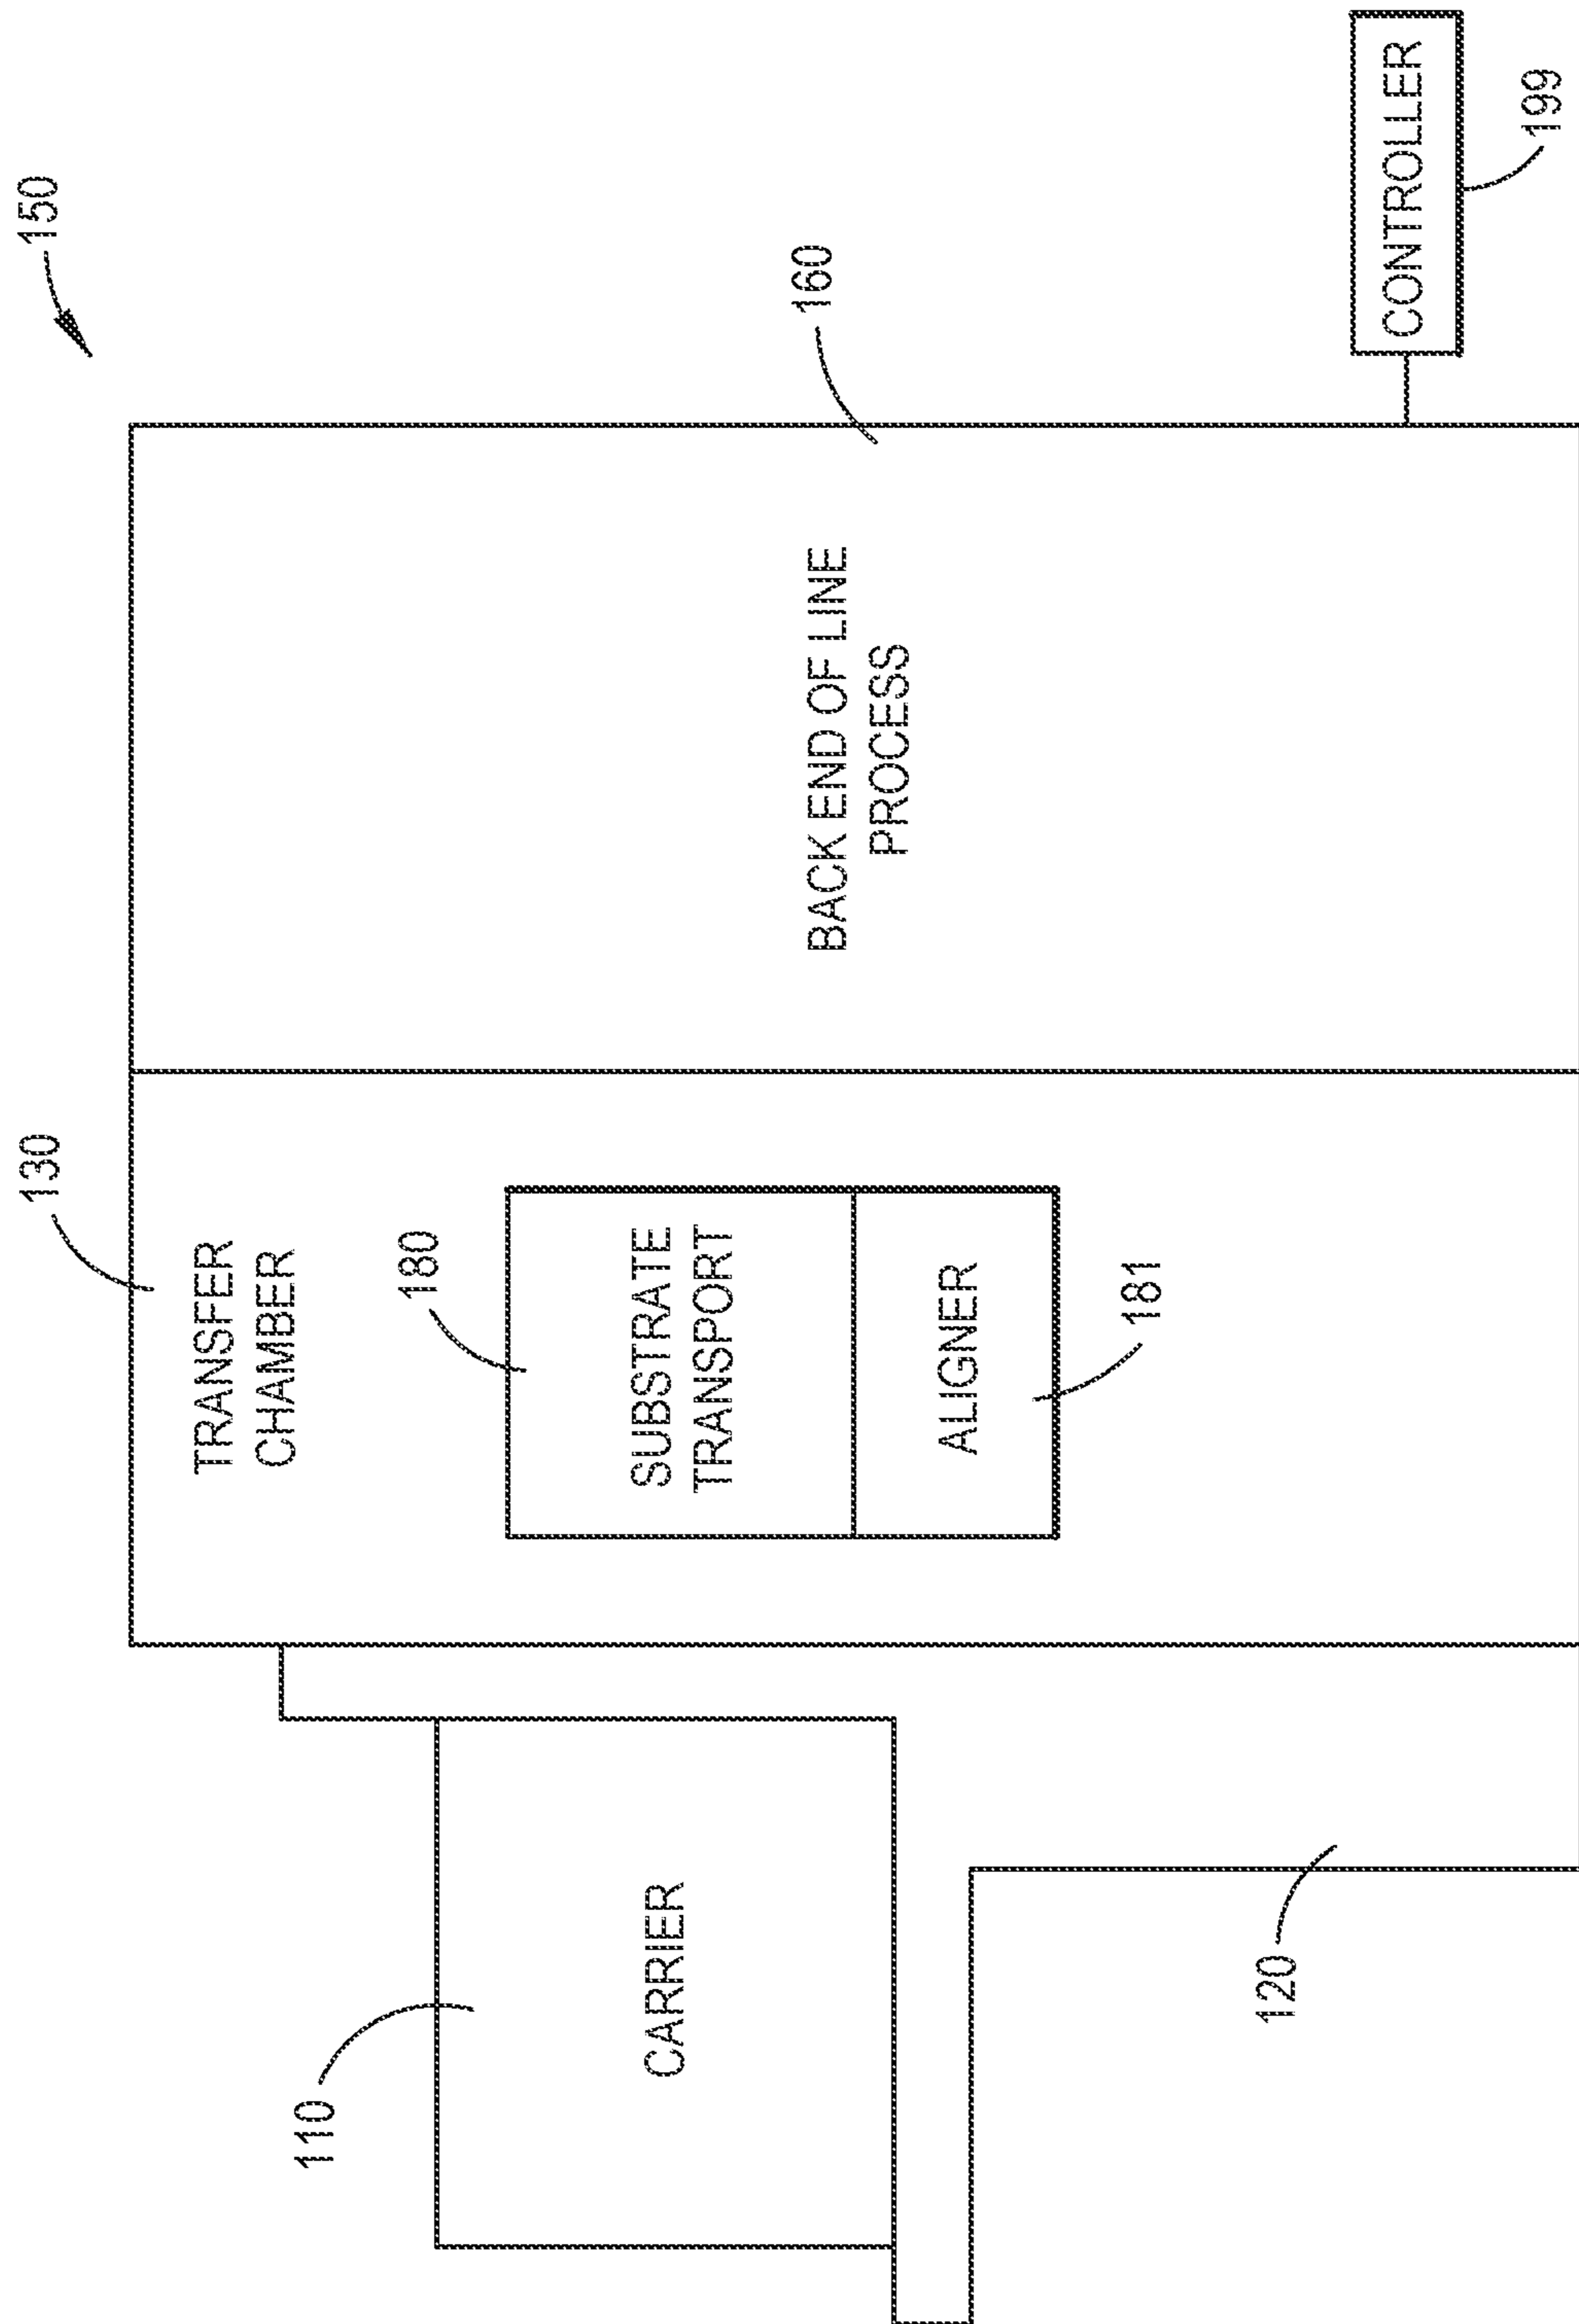 150
130
160
110
TRANSFER
CHAMBER
180
SUBSTRATE
TRANSPORT
CARRIER
BACK END OF LINE
PROCESS
ALIGNER
181
120
CONTROLLER
199